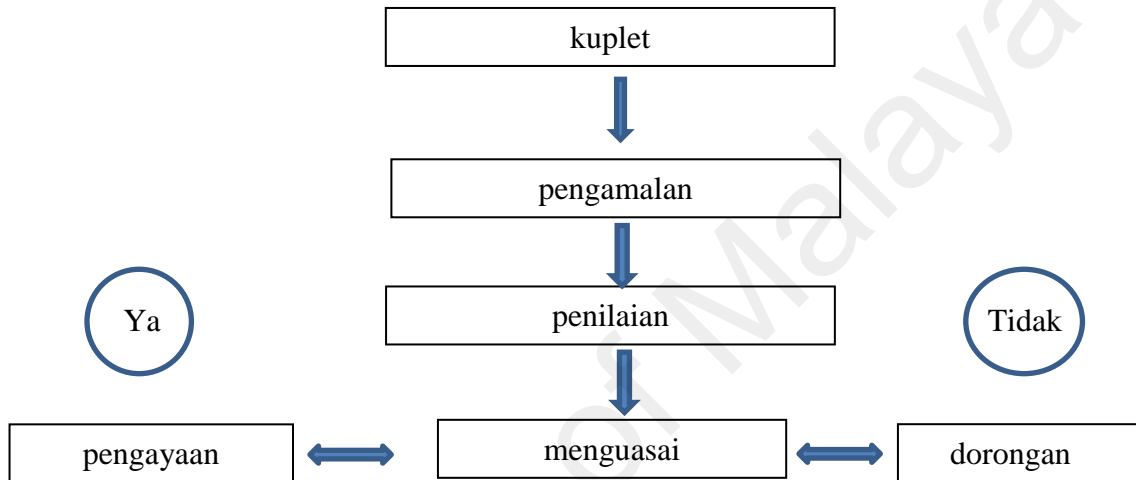 kuplet
pengamalan
penilaian
Ya
Tidak
pengayaan
menguasai
dorongan
of Malaya